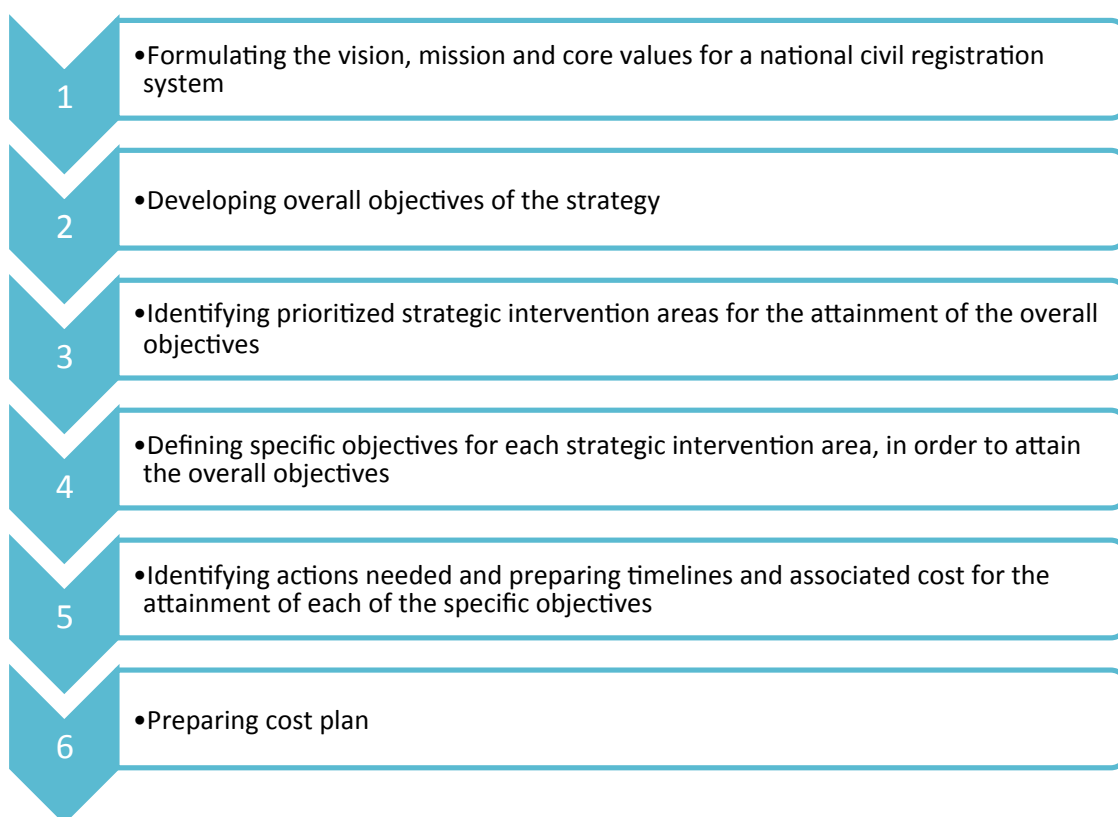 1
•Formulating the vision, mission and core values for a national civil registration
system
2
•Developing overall objectives of the strategy
3
•Identifying prioritized strategic intervention areas for the attainment of the overall
objectives
4
•Defining specific objectives for each strategic intervention area, in order to attain
the overall objectives
5
•Identifying actions needed and preparing timelines and associated cost for the
attainment of each of the specific objectives
6
•Preparing cost plan